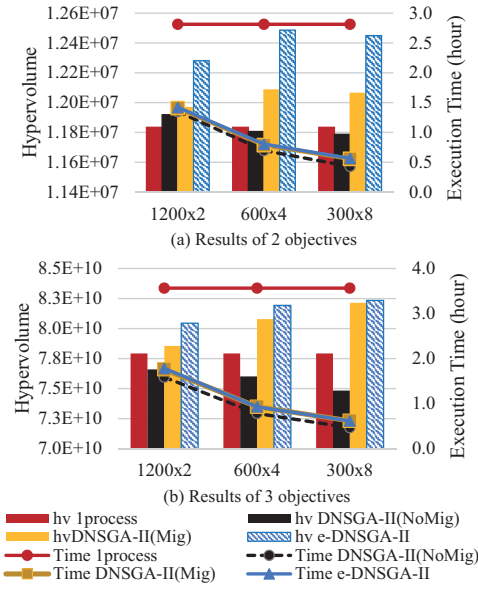 1.26E+07
1.24E+07
1.22E+07
1.20E+07
1.18E+07
1.16E+07
1.14E+07
Hypervolume
3.0
2.5
2.0
1.5
1.0
0.5
0.0
Execution Time (hour)
1200x2 600x4 300x8
(a) Results of 2 objectives
8.5E+10
8.3E+10
8.0E+10
7.8E+10
7.5E+10
7.3E+10
7.0E+10
Hypervolume
4.0
3.0
2.0
1.0
0.0
Execution Time (hour)
1200x2 600x4 300x8
(b) Results of 3 objectives
hv 1process hv DNSGA-II(NoMig)
hvDNSGA-II(Mig) hv e-DNSGA-II
Time 1process Time DNSGA-II(NoMig)
Time DNSGA-II(Mig) Time e-DNSGA-II